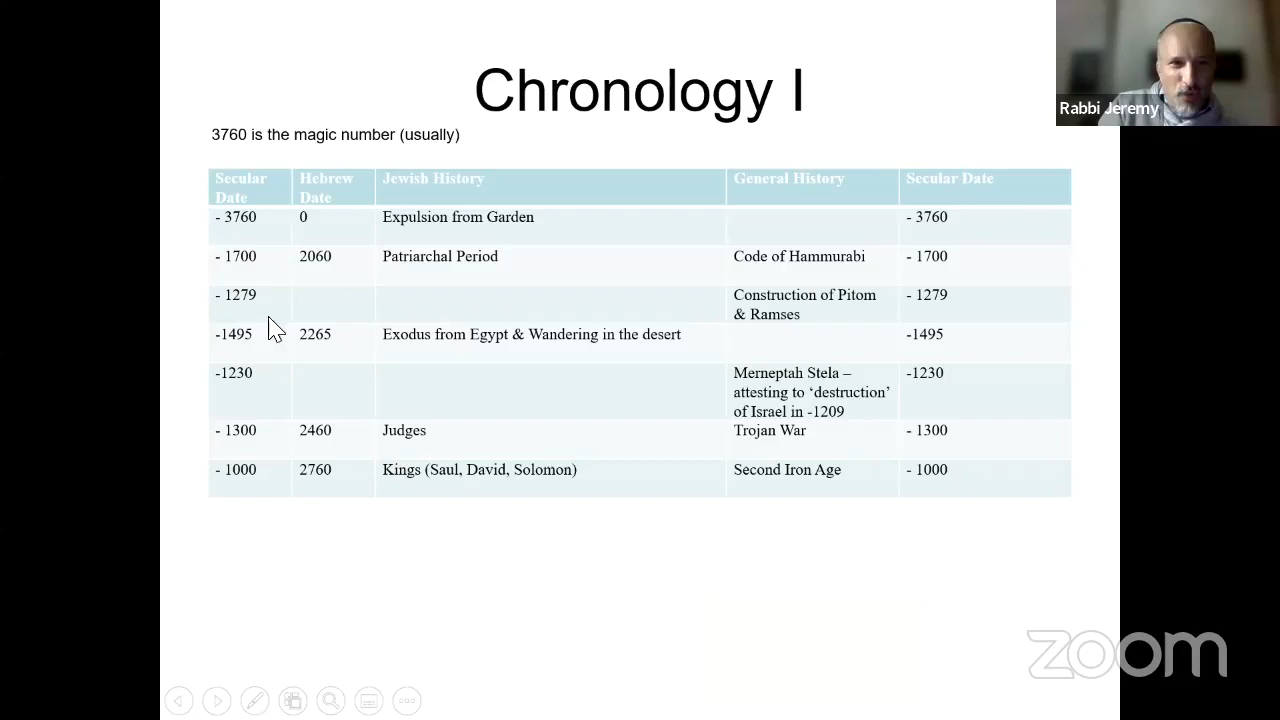 Chronology I
Rabbi Jeremy
3760 is the magic number (usually)
Secular Date Hebrew Date Jewish History General History Secular Date
- 3760 0 Expulsion from Garden - 3760
- 1700 2060 Patriarchal Period Code of Hammurabi - 1700
- 1279 Construction of Pitom & Ramses - 1279
-1495 2265 Exodus from Egypt & Wandering in the desert -1495
-1230 Merneptah Stela – attesting to ‘destruction’ of Israel in -1209 -1230
- 1300 2460 Judges Trojan War - 1300
- 1000 2760 Kings (Saul, David, Solomon) Second Iron Age - 1000
zoom